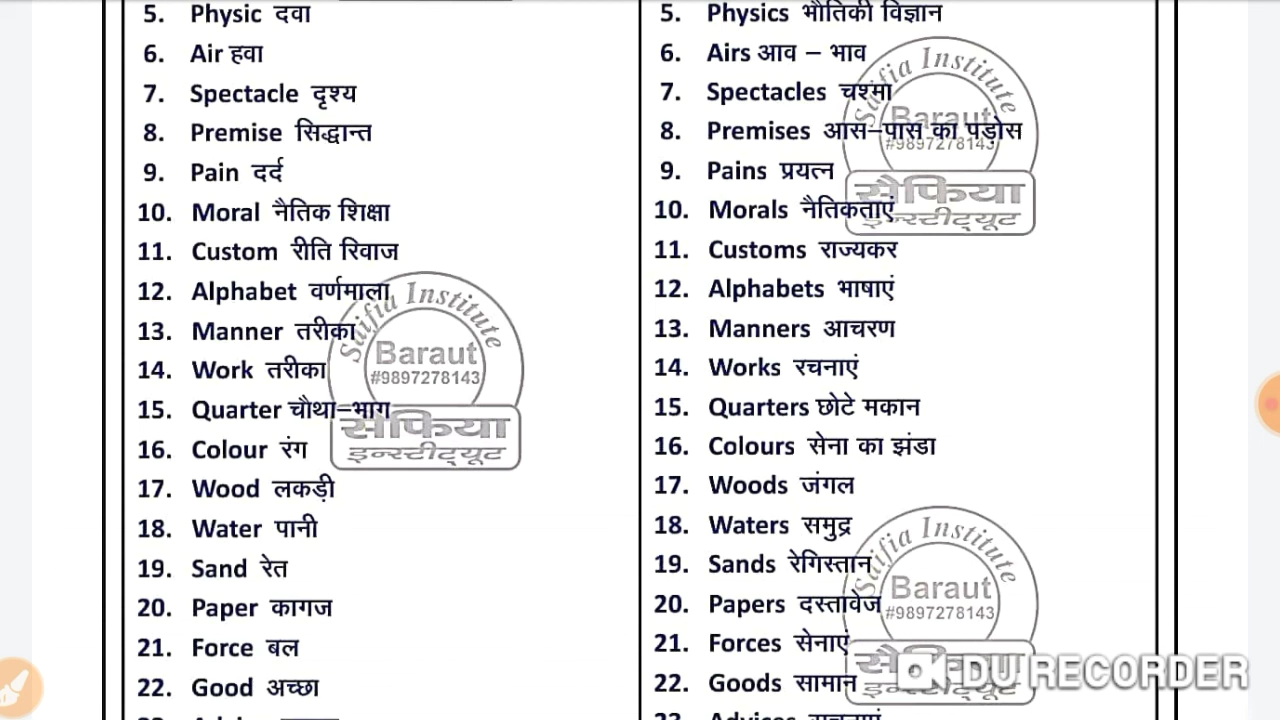 5. Physic दवा
6. Air हवा
7. Spectacle दृश्य
8. Premise सिद्धान्त
9. Pain दर्द
10. Moral नैतिक शिक्षा
11. Custom रीति रिवाज
12. Alphabet वर्णमाला
13. Manner तरीका
14. Work तरीका
15. Quarter चौथा–भाग
16. Colour रंग
17. Wood लकड़ी
18. Water पानी
19. Sand रेत
20. Paper कागज
21. Force बल
22. Good अच्छा
Saifia Institute
Baraut
#9897278143
सैफिया
इन्स्टीट्यूट
5. Physics भौतिकी विज्ञान
6. Airs आव – भाव
7. Spectacles चश्मा
8. Premises आस–पास का पड़ोस
9. Pains प्रयत्न
10. Morals नैतिकताएं
11. Customs राज्यकर
12. Alphabets भाषाएं
13. Manners आचरण
14. Works रचनाएं
15. Quarters छोटे मकान
16. Colours सेना का झंडा
17. Woods जंगल
18. Waters समुद्र
19. Sands रेगिस्तान
20. Papers दस्तावेज
21. Forces सेनाएं
22. Goods सामान
Saifia Institute
Baraut
#9897278143
सैफिया
इन्स्टीट्यूट
Saifia Institute
Baraut
#9897278143
इन्स्टीट्यूट
DU RECORDER